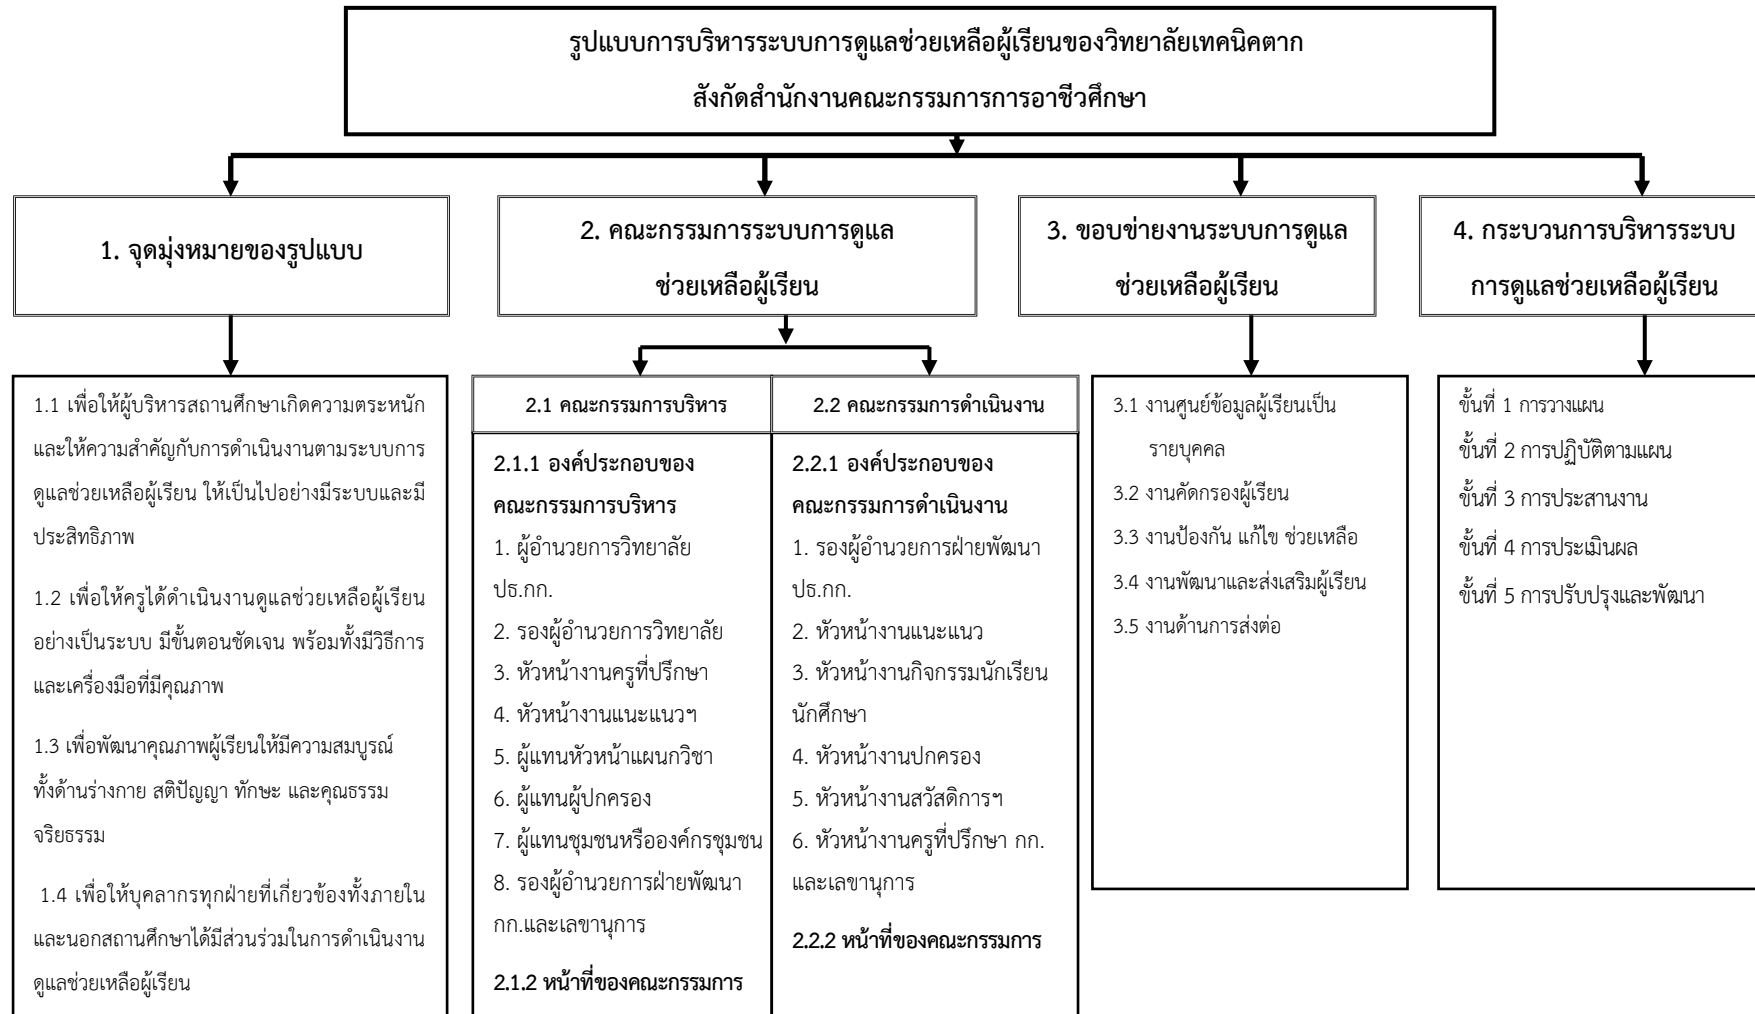 รูปแบบการบริหารระบบการดูแลช่วยเหลือผู้เรียนของวิทยาลัยเทคนิคตาก
สังกัดสำนักงานคณะกรรมการการอาชีวศึกษา
1. จุดมุ่งหมายของรูปแบบ
1.1 เพื่อให้ผู้บริหารสถานศึกษาเกิดความตระหนัก
และให้ความสำคัญกับการดำเนินงานตามระบบการ
ดูแลช่วยเหลือผู้เรียน ให้เป็นไปอย่างมีระบบและมี
ประสิทธิภาพ
1.2 เพื่อให้ครูได้ดำเนินงานดูแลช่วยเหลือผู้เรียน
อย่างเป็นระบบ มีขั้นตอนชัดเจน พร้อมทั้งมีวิธีการ
และเครื่องมือที่มีคุณภาพ
1.3 เพื่อพัฒนาคุณภาพผู้เรียนให้มีความสมบูรณ์
ทั้งด้านร่างกาย สติปัญญา ทักษะ และคุณธรรม
จริยธรรม
1.4 เพื่อให้บุคลากรทุกฝ่ายที่เกี่ยวข้องทั้งภายใน
และนอกสถานศึกษาได้มีส่วนร่วมในการดำเนินงาน
ดูแลช่วยเหลือผู้เรียน
2. คณะกรรมการระบบการดูแล
ช่วยเหลือผู้เรียน
2.1 คณะกรรมการบริหาร
2.1.1 องค์ประกอบของ
คณะกรรมการบริหาร
1. ผู้อำนวยการวิทยาลัย
ปธ.กก.
2. รองผู้อำนวยการวิทยาลัย
3. หัวหน้างานครูที่ปรึกษา
4. หัวหน้างานแนะแนวฯ
5. ผู้แทนหัวหน้าแผนกวิชา
6. ผู้แทนผู้ปกครอง
7. ผู้แทนชุมชนหรือองค์กรชุมชน
8. รองผู้อำนวยการฝ่ายพัฒนา
กก.และเลขานุการ
2.1.2 หน้าที่ของคณะกรรมการ
2.2 คณะกรรมการดำเนินงาน
2.2.1 องค์ประกอบของ
คณะกรรมการดำเนินงาน
1. รองผู้อำนวยการฝ่ายพัฒนา
ปธ.กก.
2. หัวหน้างานแนะแนว
3. หัวหน้างานกิจกรรมนักเรียน
นักศึกษา
4. หัวหน้างานปกครอง
5. หัวหน้างานสวัสดิการฯ
6. หัวหน้างานครูที่ปรึกษา กก.
และเลขานุการ
2.2.2 หน้าที่ของคณะกรรมการ
3. ขอบข่ายงานระบบการดูแล
ช่วยเหลือผู้เรียน
3.1 งานศูนย์ข้อมูลผู้เรียนเป็น
รายบุคคล
3.2 งานคัดกรองผู้เรียน
3.3 งานป้องกัน แก้ไข ช่วยเหลือ
3.4 งานพัฒนาและส่งเสริมผู้เรียน
3.5 งานด้านการส่งต่อ
4. กระบวนการบริหารระบบ
การดูแลช่วยเหลือผู้เรียน
ขั้นที่ 1 การวางแผน
ขั้นที่ 2 การปฏิบัติตามแผน
ขั้นที่ 3 การประสานงาน
ขั้นที่ 4 การประเมินผล
ขั้นที่ 5 การปรับปรุงและพัฒนา